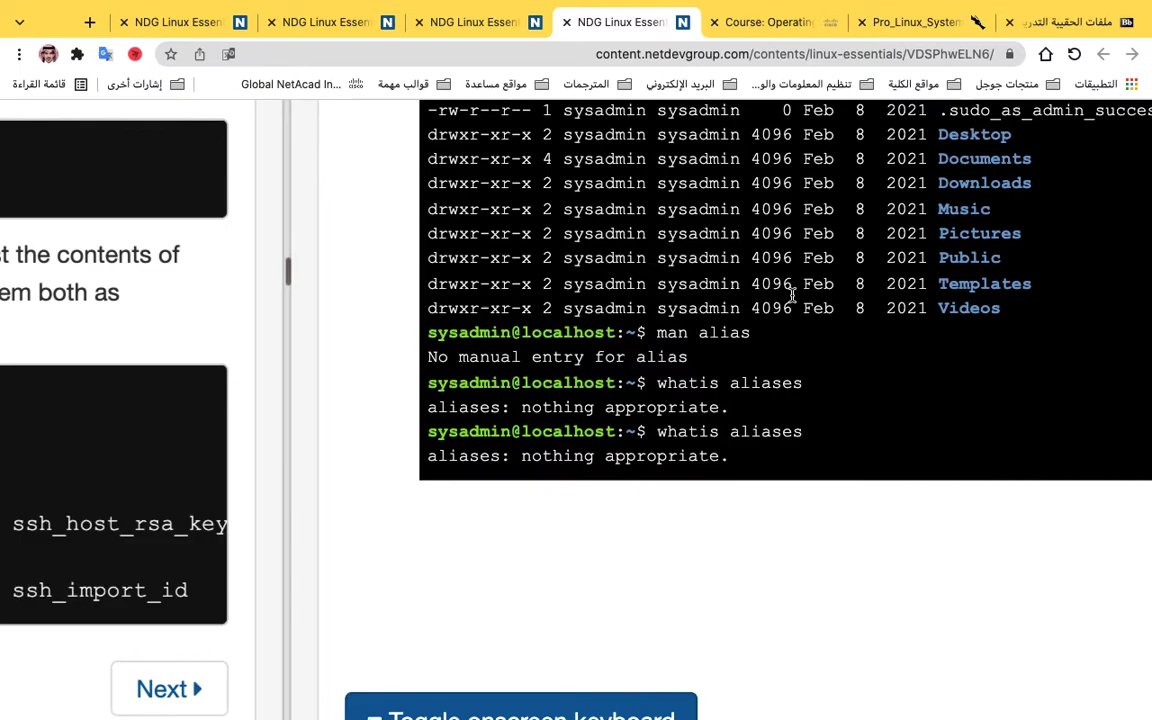 NDG Linux Essen
NDG Linux Essen
NDG Linux Essen
NDG Linux Essen
Course: Operatin
Pro_Linux_System
ملفات الحقيبة التدري
Bb
content.netdevgroup.com/contents/linux-essentials/VDSPhwELN6/
التطبيقات
منتجات جوجل
مواقع الكلية
تنظيم المعلومات والو...
البريد الإلكتروني
المترجمات
مواقع مساعدة
قوالب مهمة
Global NetAcad In...
إشارات أخرى
قائمة القراءة
-rw-r--r-- 1 sysadmin sysadmin 0 Feb 8 2021 .sudo_as_admin_succes
drwxr-xr-x 2 sysadmin sysadmin 4096 Feb 8 2021 Desktop
drwxr-xr-x 4 sysadmin sysadmin 4096 Feb 8 2021 Documents
drwxr-xr-x 2 sysadmin sysadmin 4096 Feb 8 2021 Downloads
drwxr-xr-x 2 sysadmin sysadmin 4096 Feb 8 2021 Music
drwxr-xr-x 2 sysadmin sysadmin 4096 Feb 8 2021 Pictures
drwxr-xr-x 2 sysadmin sysadmin 4096 Feb 8 2021 Public
drwxr-xr-x 2 sysadmin sysadmin 4096 Feb 8 2021 Templates
drwxr-xr-x 2 sysadmin sysadmin 4096 Feb 8 2021 Videos
sysadmin@localhost:~$ man alias
No manual entry for alias
sysadmin@localhost:~$ whatis aliases
aliases: nothing appropriate.
sysadmin@localhost:~$ whatis aliases
aliases: nothing appropriate.
st the contents of
em both as
ssh_host_rsa_key
ssh_import_id
Next
Toggle onscreen keyboard